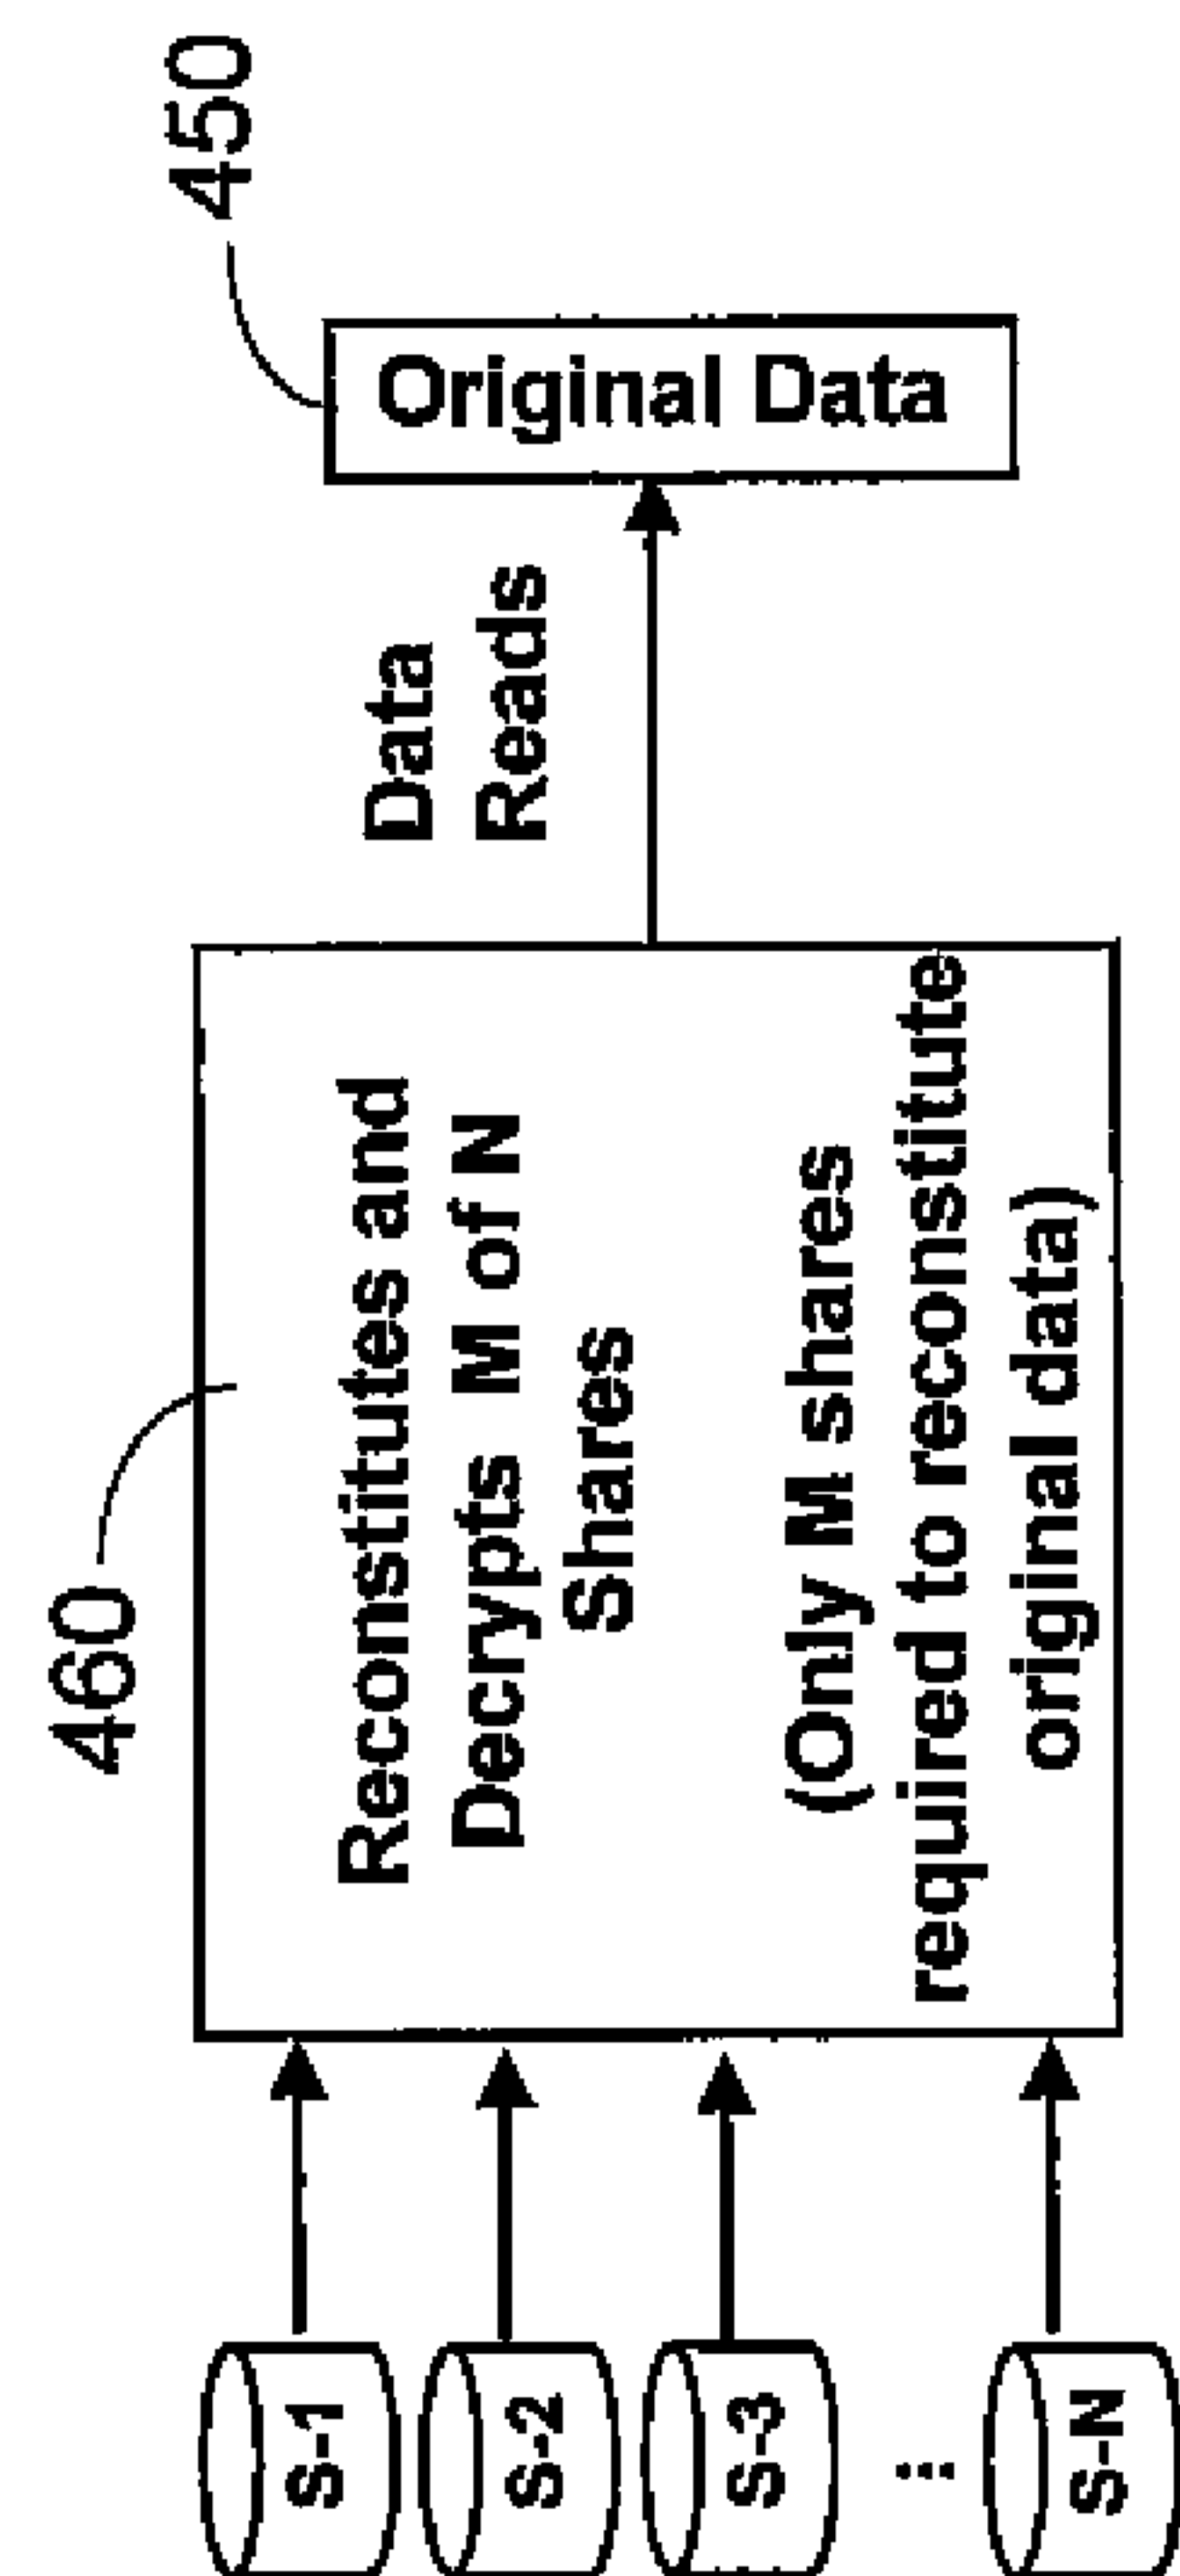 460
450
S-1
S-2
S-3
S-N
Reconstitutes and
Decrypts M of N
Shares
(Only M shares
required to reconstitute
original data)
Data
Reads
Original Data